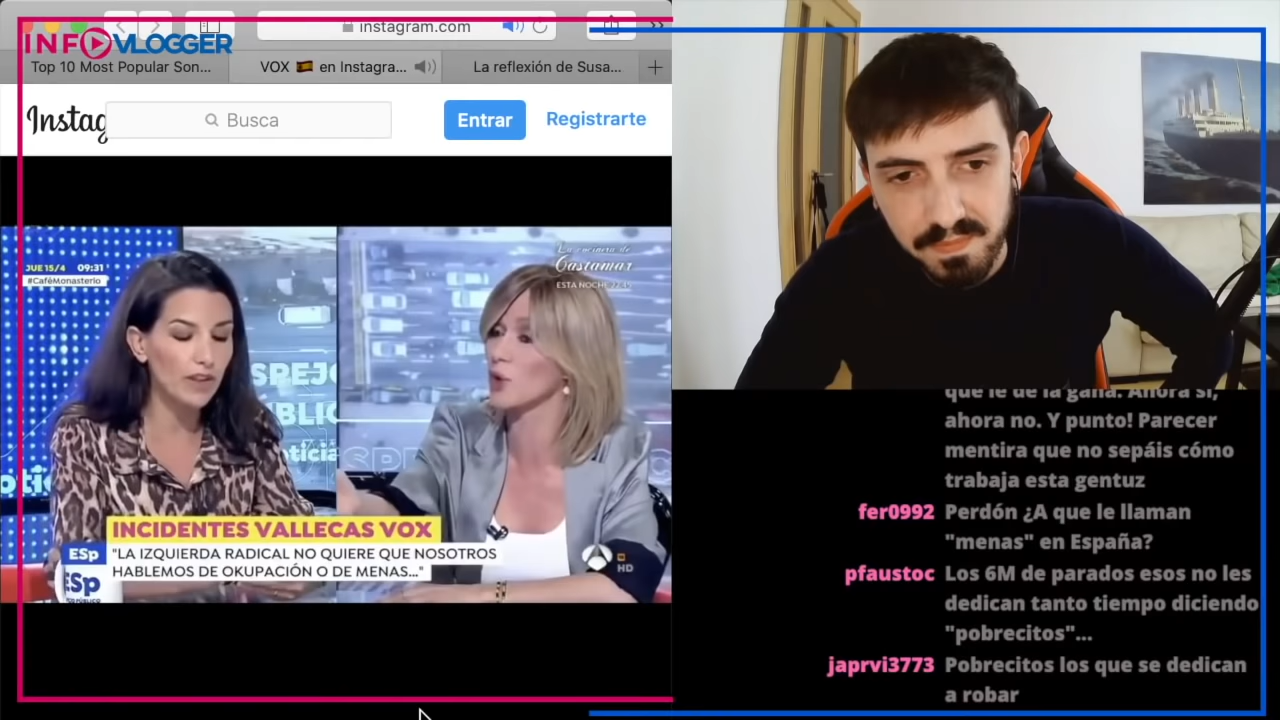 INFOVLOGGER
instagram.com
Top 10 Most Popular Son...
VOX 🇪🇸 en Instagra...
La reflexión de Susa...
Instag
Busca
Entrar
Registrarte
JUE 15/4 09:31
#CaféMonasterio
La cocinera de
Castamar
ESTA NOCHE 22:45
ESPEJO
PÚBLICO
noticias
INCIDENTES VALLECAS VOX
ESp
"LA IZQUIERDA RADICAL NO QUIERE QUE NOSOTROS
HABLEMOS DE OKUPACIÓN O DE MENAS..."
ESp
HD
que le de la gana. Ahora sí,
ahora no. Y punto! Parecer
mentira que no sepáis cómo
trabaja esta gentuz
fer0992 Perdón ¿A que le llaman
"menas" en España?
pfaustoc Los 6M de parados esos no les
dedican tanto tiempo diciendo
"pobrecitos"...
japrvi3773 Pobrecitos los que se dedican
a robar